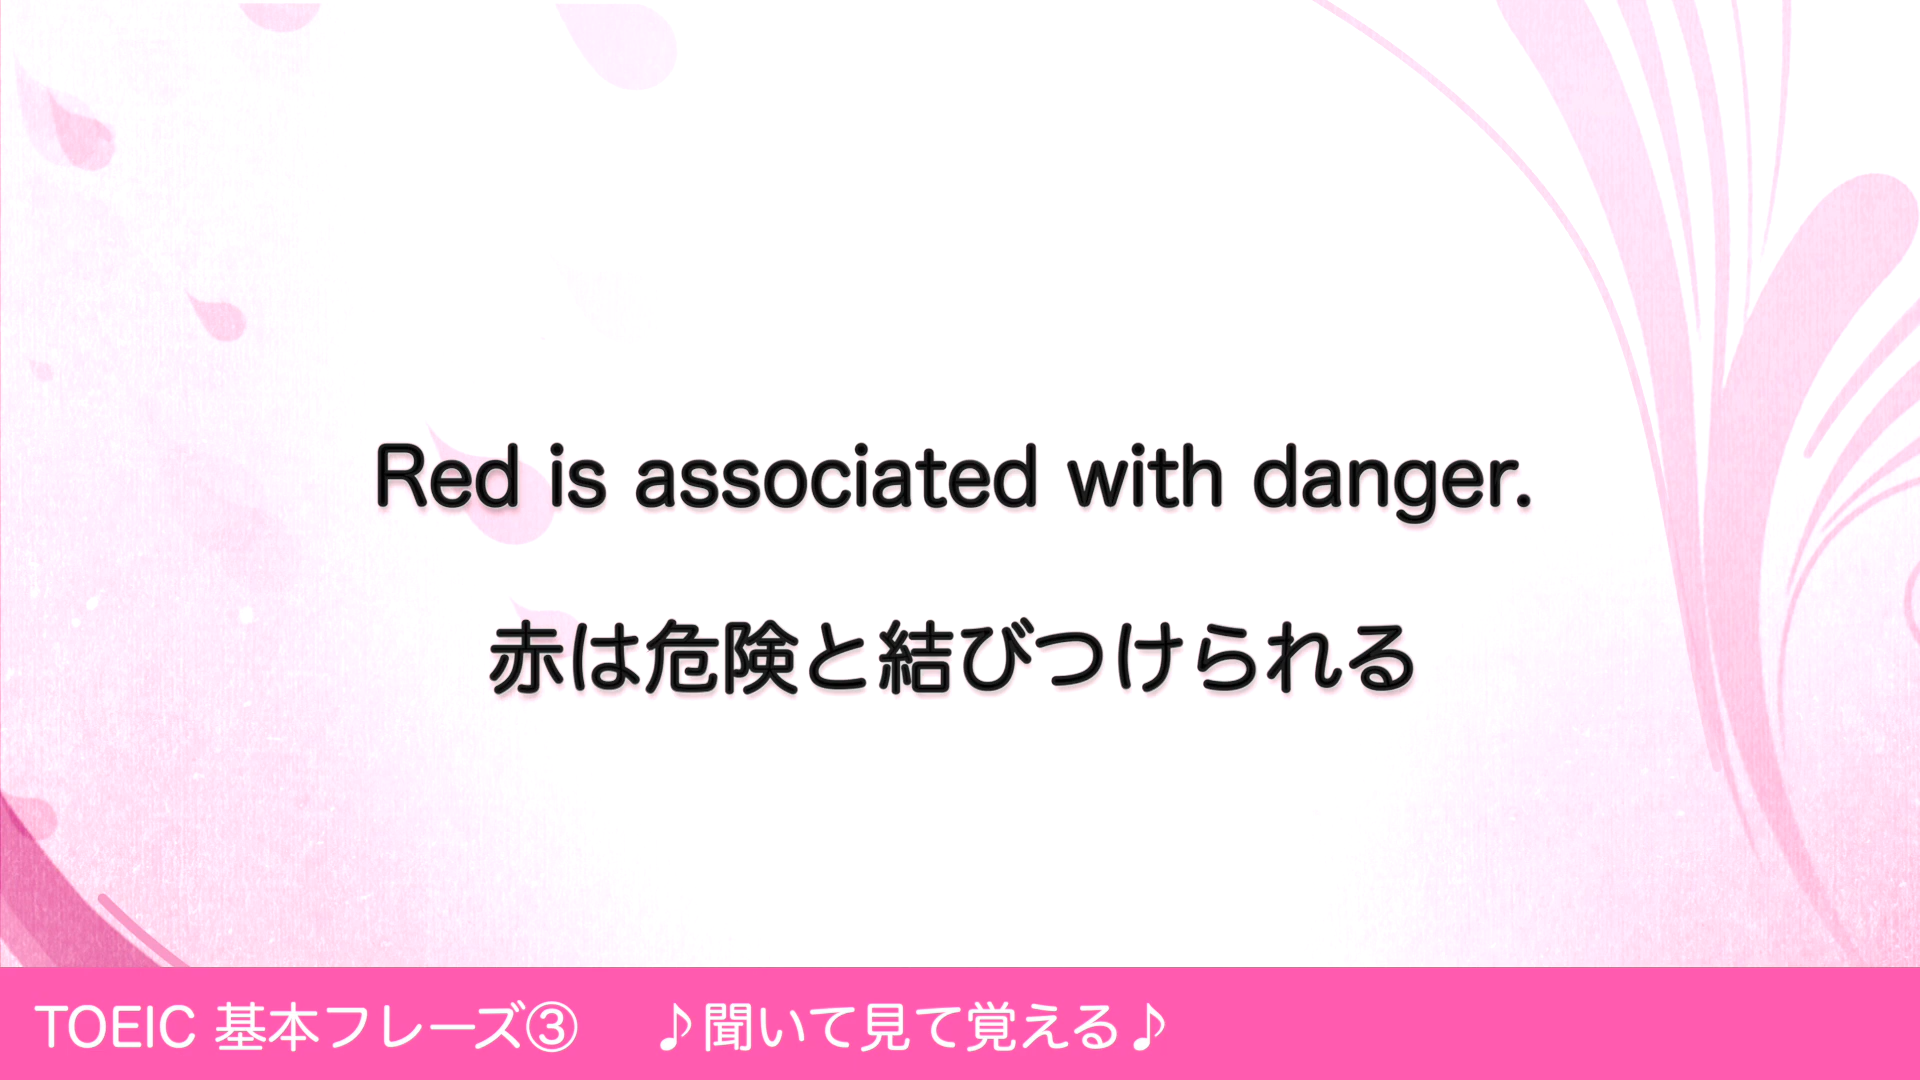 Red is associated with danger.
赤は危険と結びつけられる
TOEIC 基本フレーズ③ ♪聞いて見て覚える♪